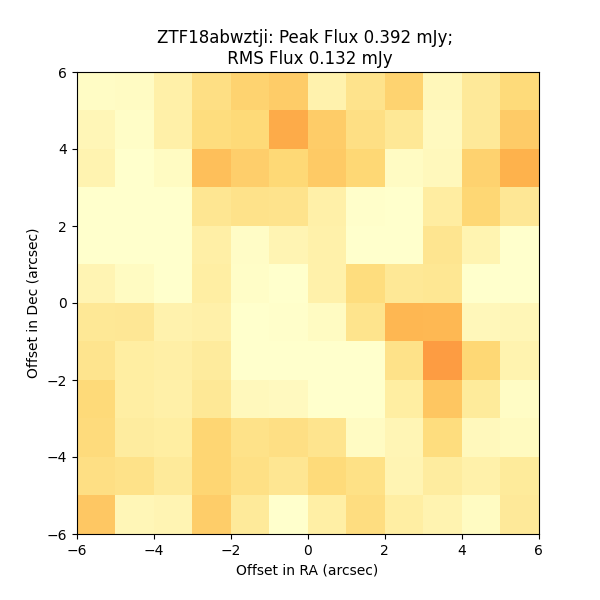 ZTF18abwztji: Peak Flux 0.392 mJy;
RMS Flux 0.132 mJy
6
4
2
0
−2
−4
−6
Offset in Dec (arcsec)
−6 −4 −2 0 2 4 6
Offset in RA (arcsec)